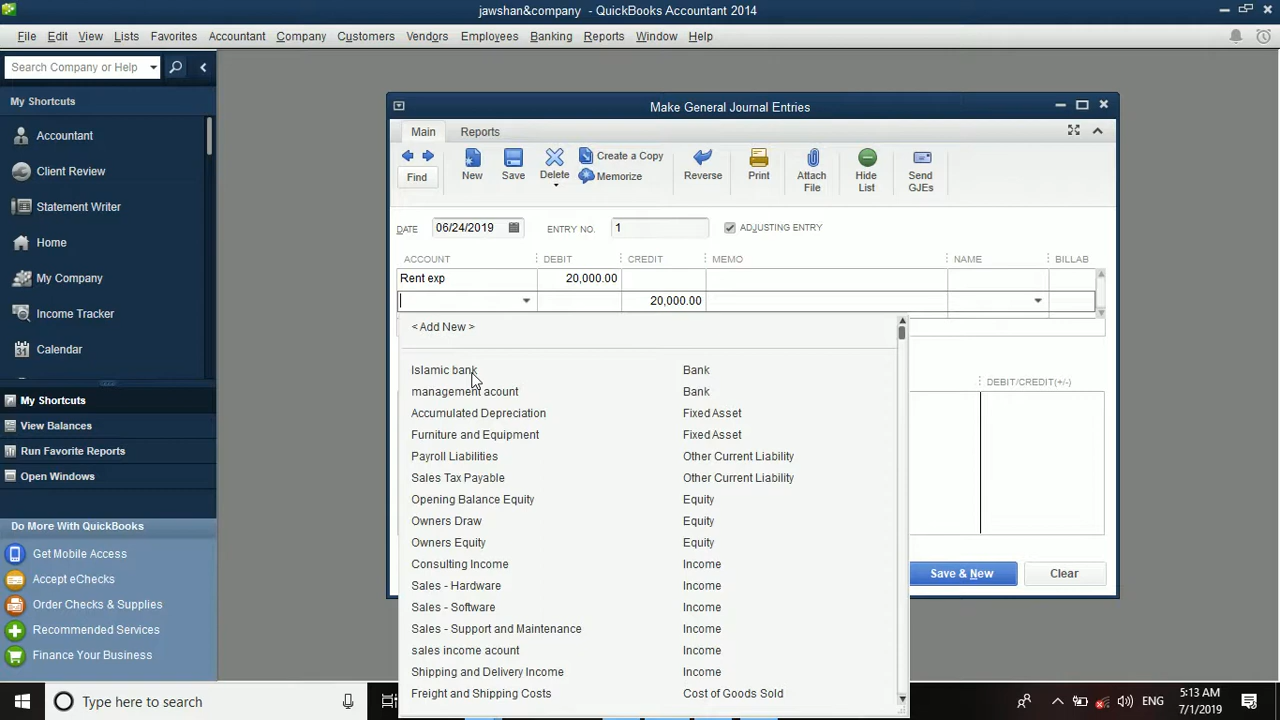 jawshan&company - QuickBooks Accountant 2014
File Edit View Lists Favorites Accountant Company Customers Vendors Employees Banking Reports Window Help
Search Company or Help
My Shortcuts
Accountant
Client Review
Statement Writer
Home
My Company
Income Tracker
Calendar
My Shortcuts
View Balances
Run Favorite Reports
Open Windows
Do More With QuickBooks
Get Mobile Access
Accept eChecks
Order Checks & Supplies
Recommended Services
Finance Your Business
Make General Journal Entries
Main Reports
Find New Save Delete Create a Copy Memorize Reverse Print Attach File Hide List Send GJEs
DATE 06/24/2019 ENTRY NO. 1 ADJUSTING ENTRY
ACCOUNT DEBIT CREDIT MEMO NAME BILLAB
Rent exp 20,000.00
20,000.00
< Add New >
Islamic bank Bank
management acount Bank
Accumulated Depreciation Fixed Asset
Furniture and Equipment Fixed Asset
Payroll Liabilities Other Current Liability
Sales Tax Payable Other Current Liability
Opening Balance Equity Equity
Owners Draw Equity
Owners Equity Equity
Consulting Income Income
Sales - Hardware Income
Sales - Software Income
Sales - Support and Maintenance Income
sales income acount Income
Shipping and Delivery Income Income
Freight and Shipping Costs Cost of Goods Sold
DEBIT/CREDIT(+/-)
Save & New Clear
Type here to search
ENG
5:13 AM
7/1/2019